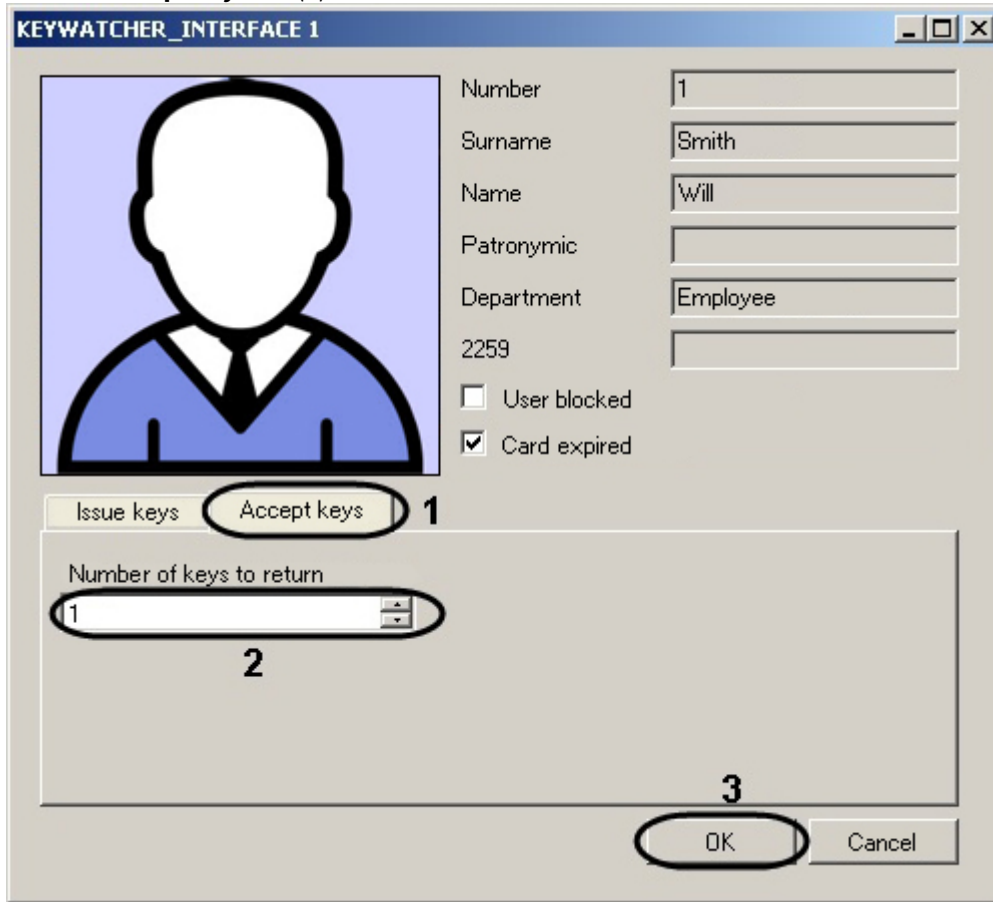 KEYWATCHER_INTERFACE 1
Number 1
Surname Smith
Name Will
Patronymic
Department Employee
2259
User blocked
Card expired
Issue keys Accept keys 1
Number of keys to return
1
2
3
OK Cancel